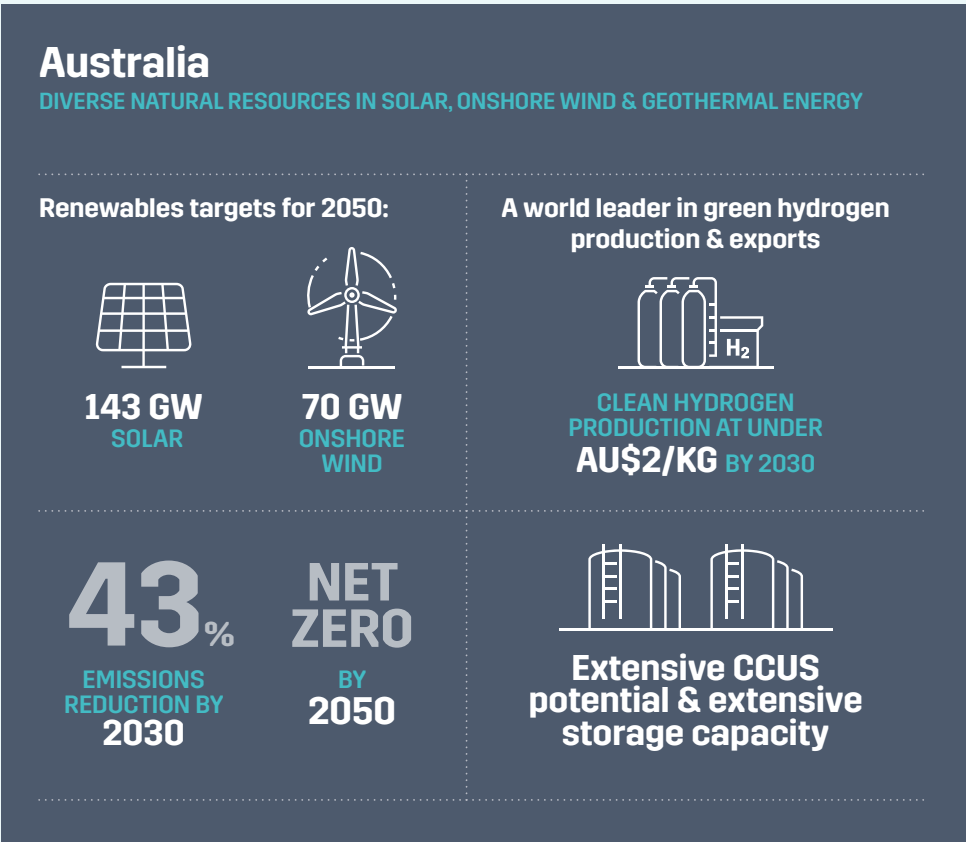 Australia
DIVERSE NATURAL RESOURCES IN SOLAR, ONSHORE WIND & GEOTHERMAL ENERGY
Renewables targets for 2050:
143 GW
SOLAR
70 GW
ONSHORE
WIND
A world leader in green hydrogen
production & exports
H₂
CLEAN HYDROGEN
PRODUCTION AT UNDER
AU$2/KG BY 2030
43%
EMISSIONS
REDUCTION BY
2030
NET
ZERO
BY
2050
Extensive CCUS
potential & extensive
storage capacity